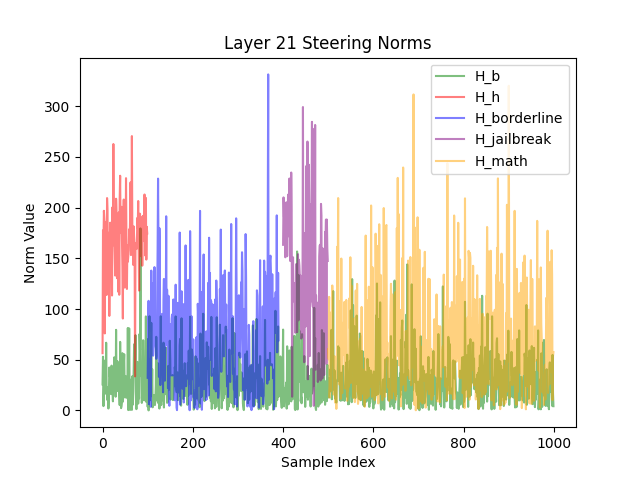 Layer 21 Steering Norms
H_b
H_h
H_borderline
H_jailbreak
H_math
Norm Value
300
250
200
150
100
50
0
0 200 400 600 800 1000
Sample Index